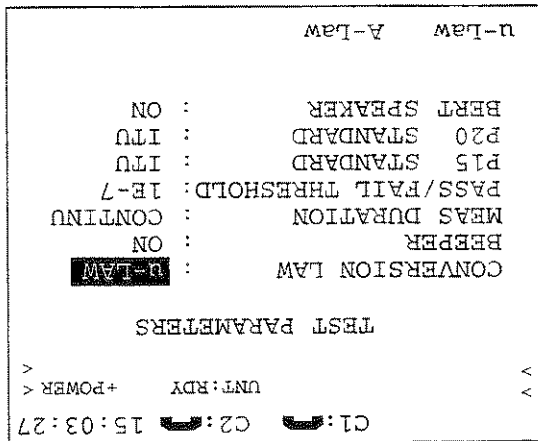 C1: C2: 15:03:27
< UNT:RDY +POWER <
< <
TEST PARAMETERS
CONVERSION LAW : u-LAW
BEEPER : ON
MEAS DURATION : CONTINU
PASS/FAIL THRESHOLD: 1E-7
P15 STANDARD : ITU
P20 STANDARD : ITU
BERT SPEAKER : ON
u-Law A-Law